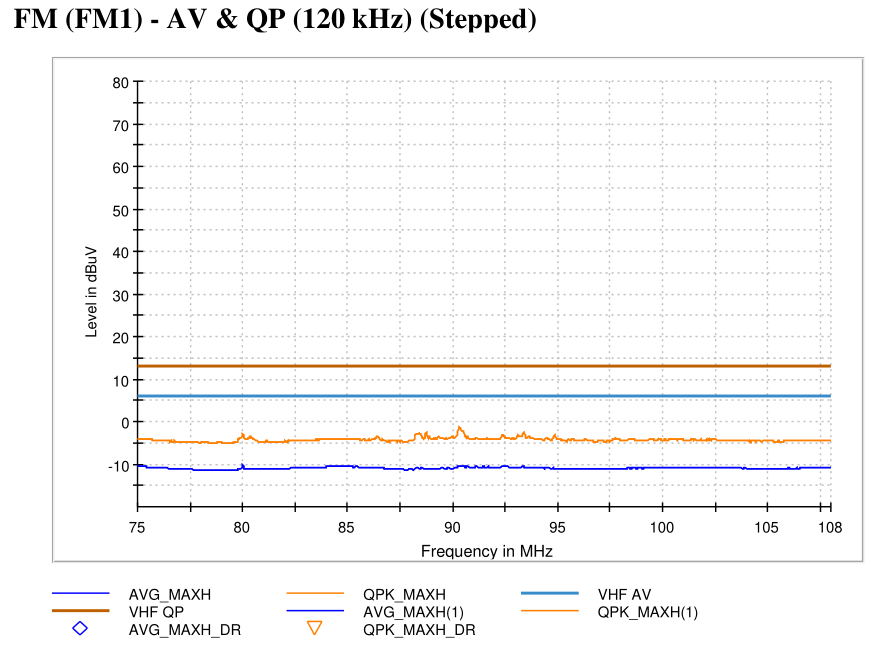 FM (FM1) - AV & QP (120 kHz) (Stepped)
80
70
60
50
40
30
20
10
0
-10
Level in dBuV
75 80 85 90 95 100 105 108
Frequency in MHz
AVG_MAXH QPK_MAXH VHF AV
VHF QP AVG_MAXH(1) QPK_MAXH(1)
AVG_MAXH_DR QPK_MAXH_DR